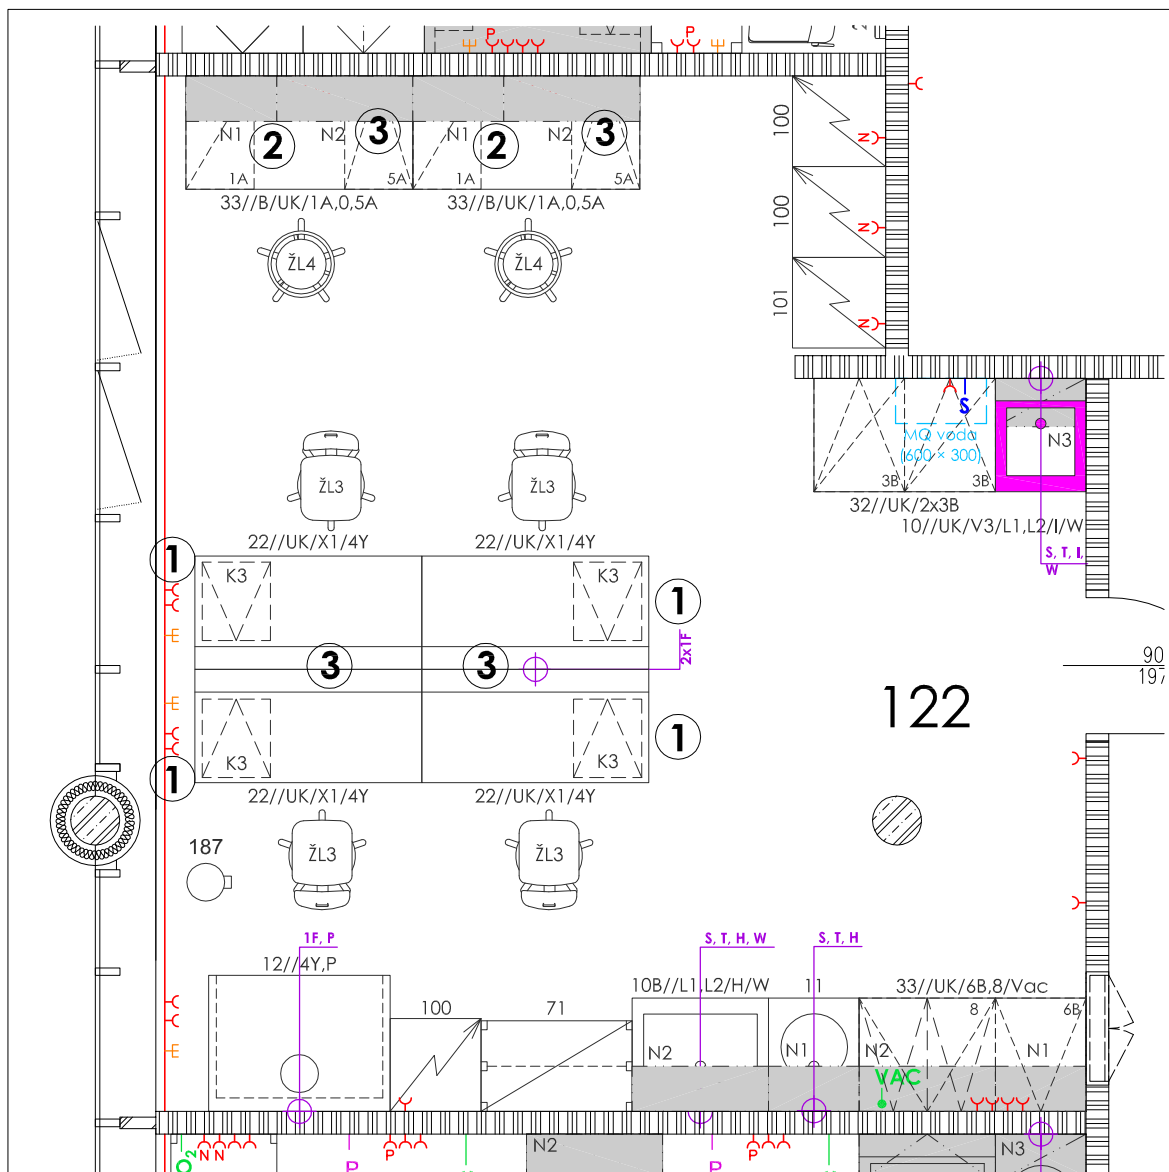 P
P
2
N1
2
N2
3
N1
2
N2
3
1A
5A
1A
5A
33//B/UK/1A,0,5A
33//B/UK/1A,0,5A
ŽL4
ŽL4
100
N
100
N
101
N
S
MQ voda
(600 × 300)
N3
3B
3B
32//UK/2x3B
10//UK/V3/L1,L2/I/W
S, T, I,
W
ŽL3
ŽL3
22//UK/X1/4Y
22//UK/X1/4Y
1
K3
K3
1
E
3
3
2x1F
90
197
122
E
1
K3
K3
1
22//UK/X1/4Y
22//UK/X1/4Y
ŽL3
ŽL3
187
1F, P
S, T, H, W
S, T, H
12//4Y,P
10B//L1,L2/H/W
11
33//UK/6B,8/Vac
100
71
8
6B
E
N2
N1
N2
N1
VAC
O2
N
N
P
P
N2
P
P
N3